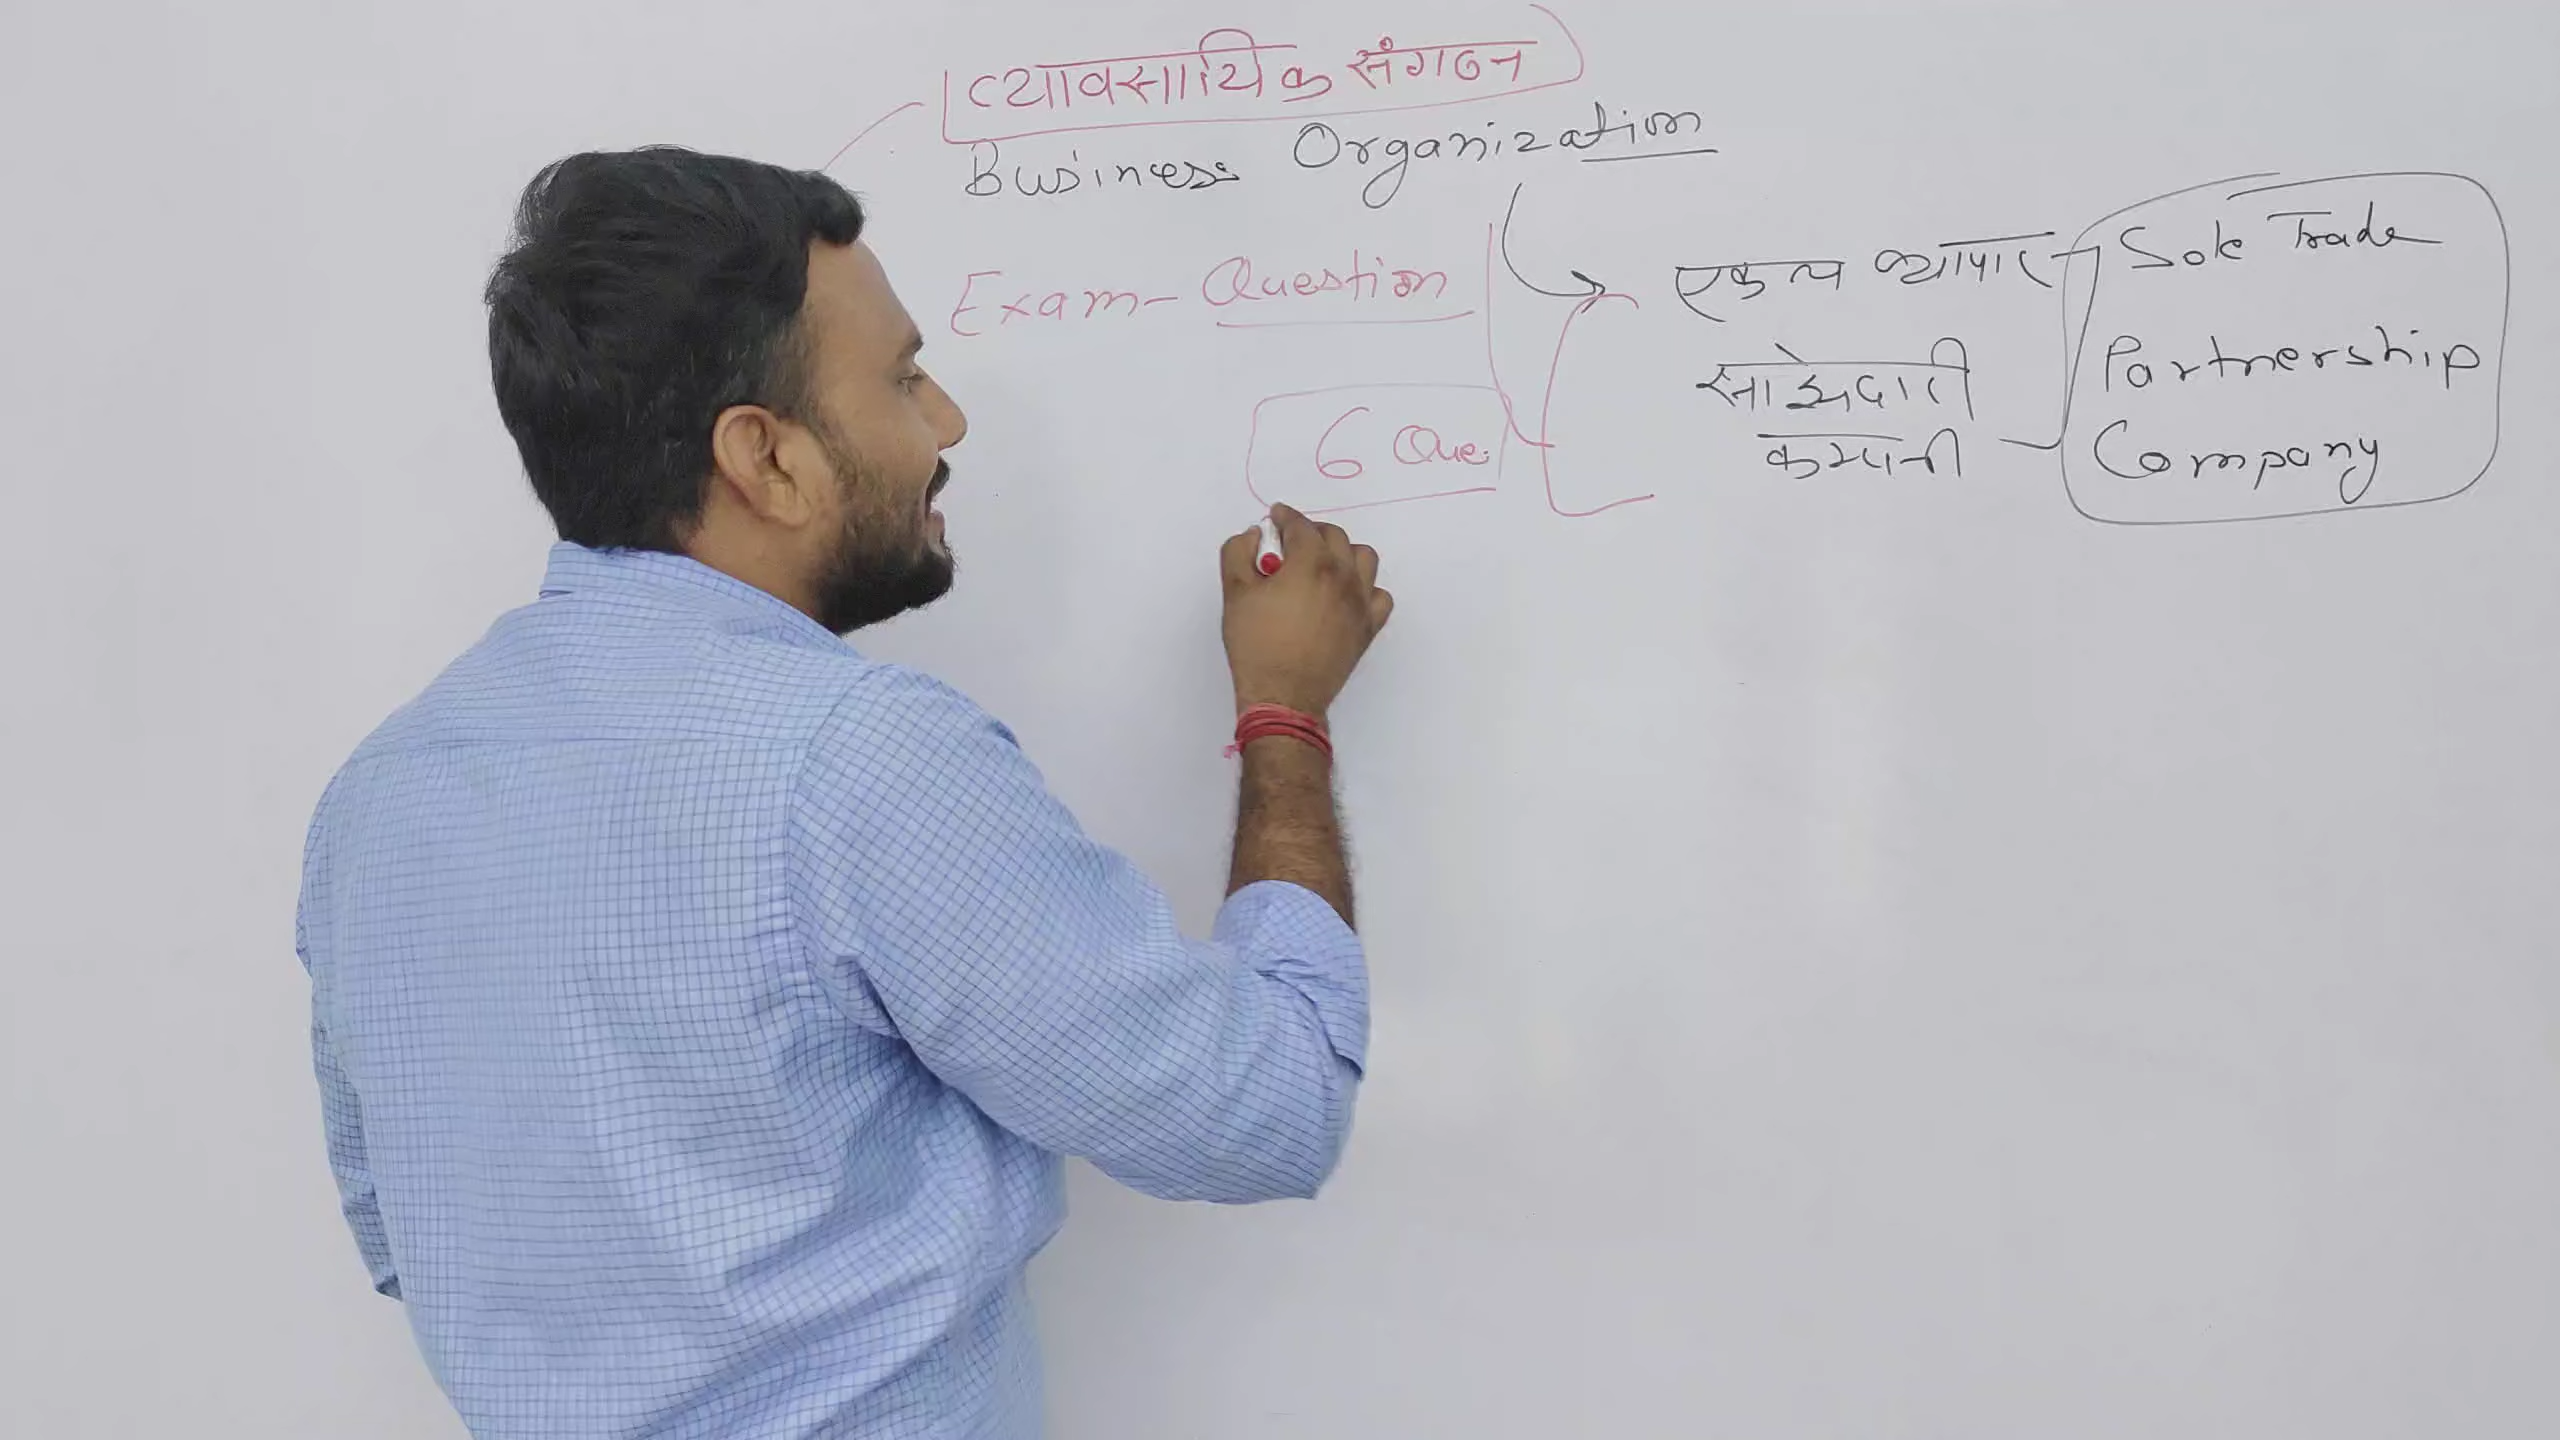 व्यावसायिक संगठन
Business Organization
Exam - Question
6 Que.
एकल व्यापार
साझेदारी
कम्पनी
Sole Trade
Partnership
Company